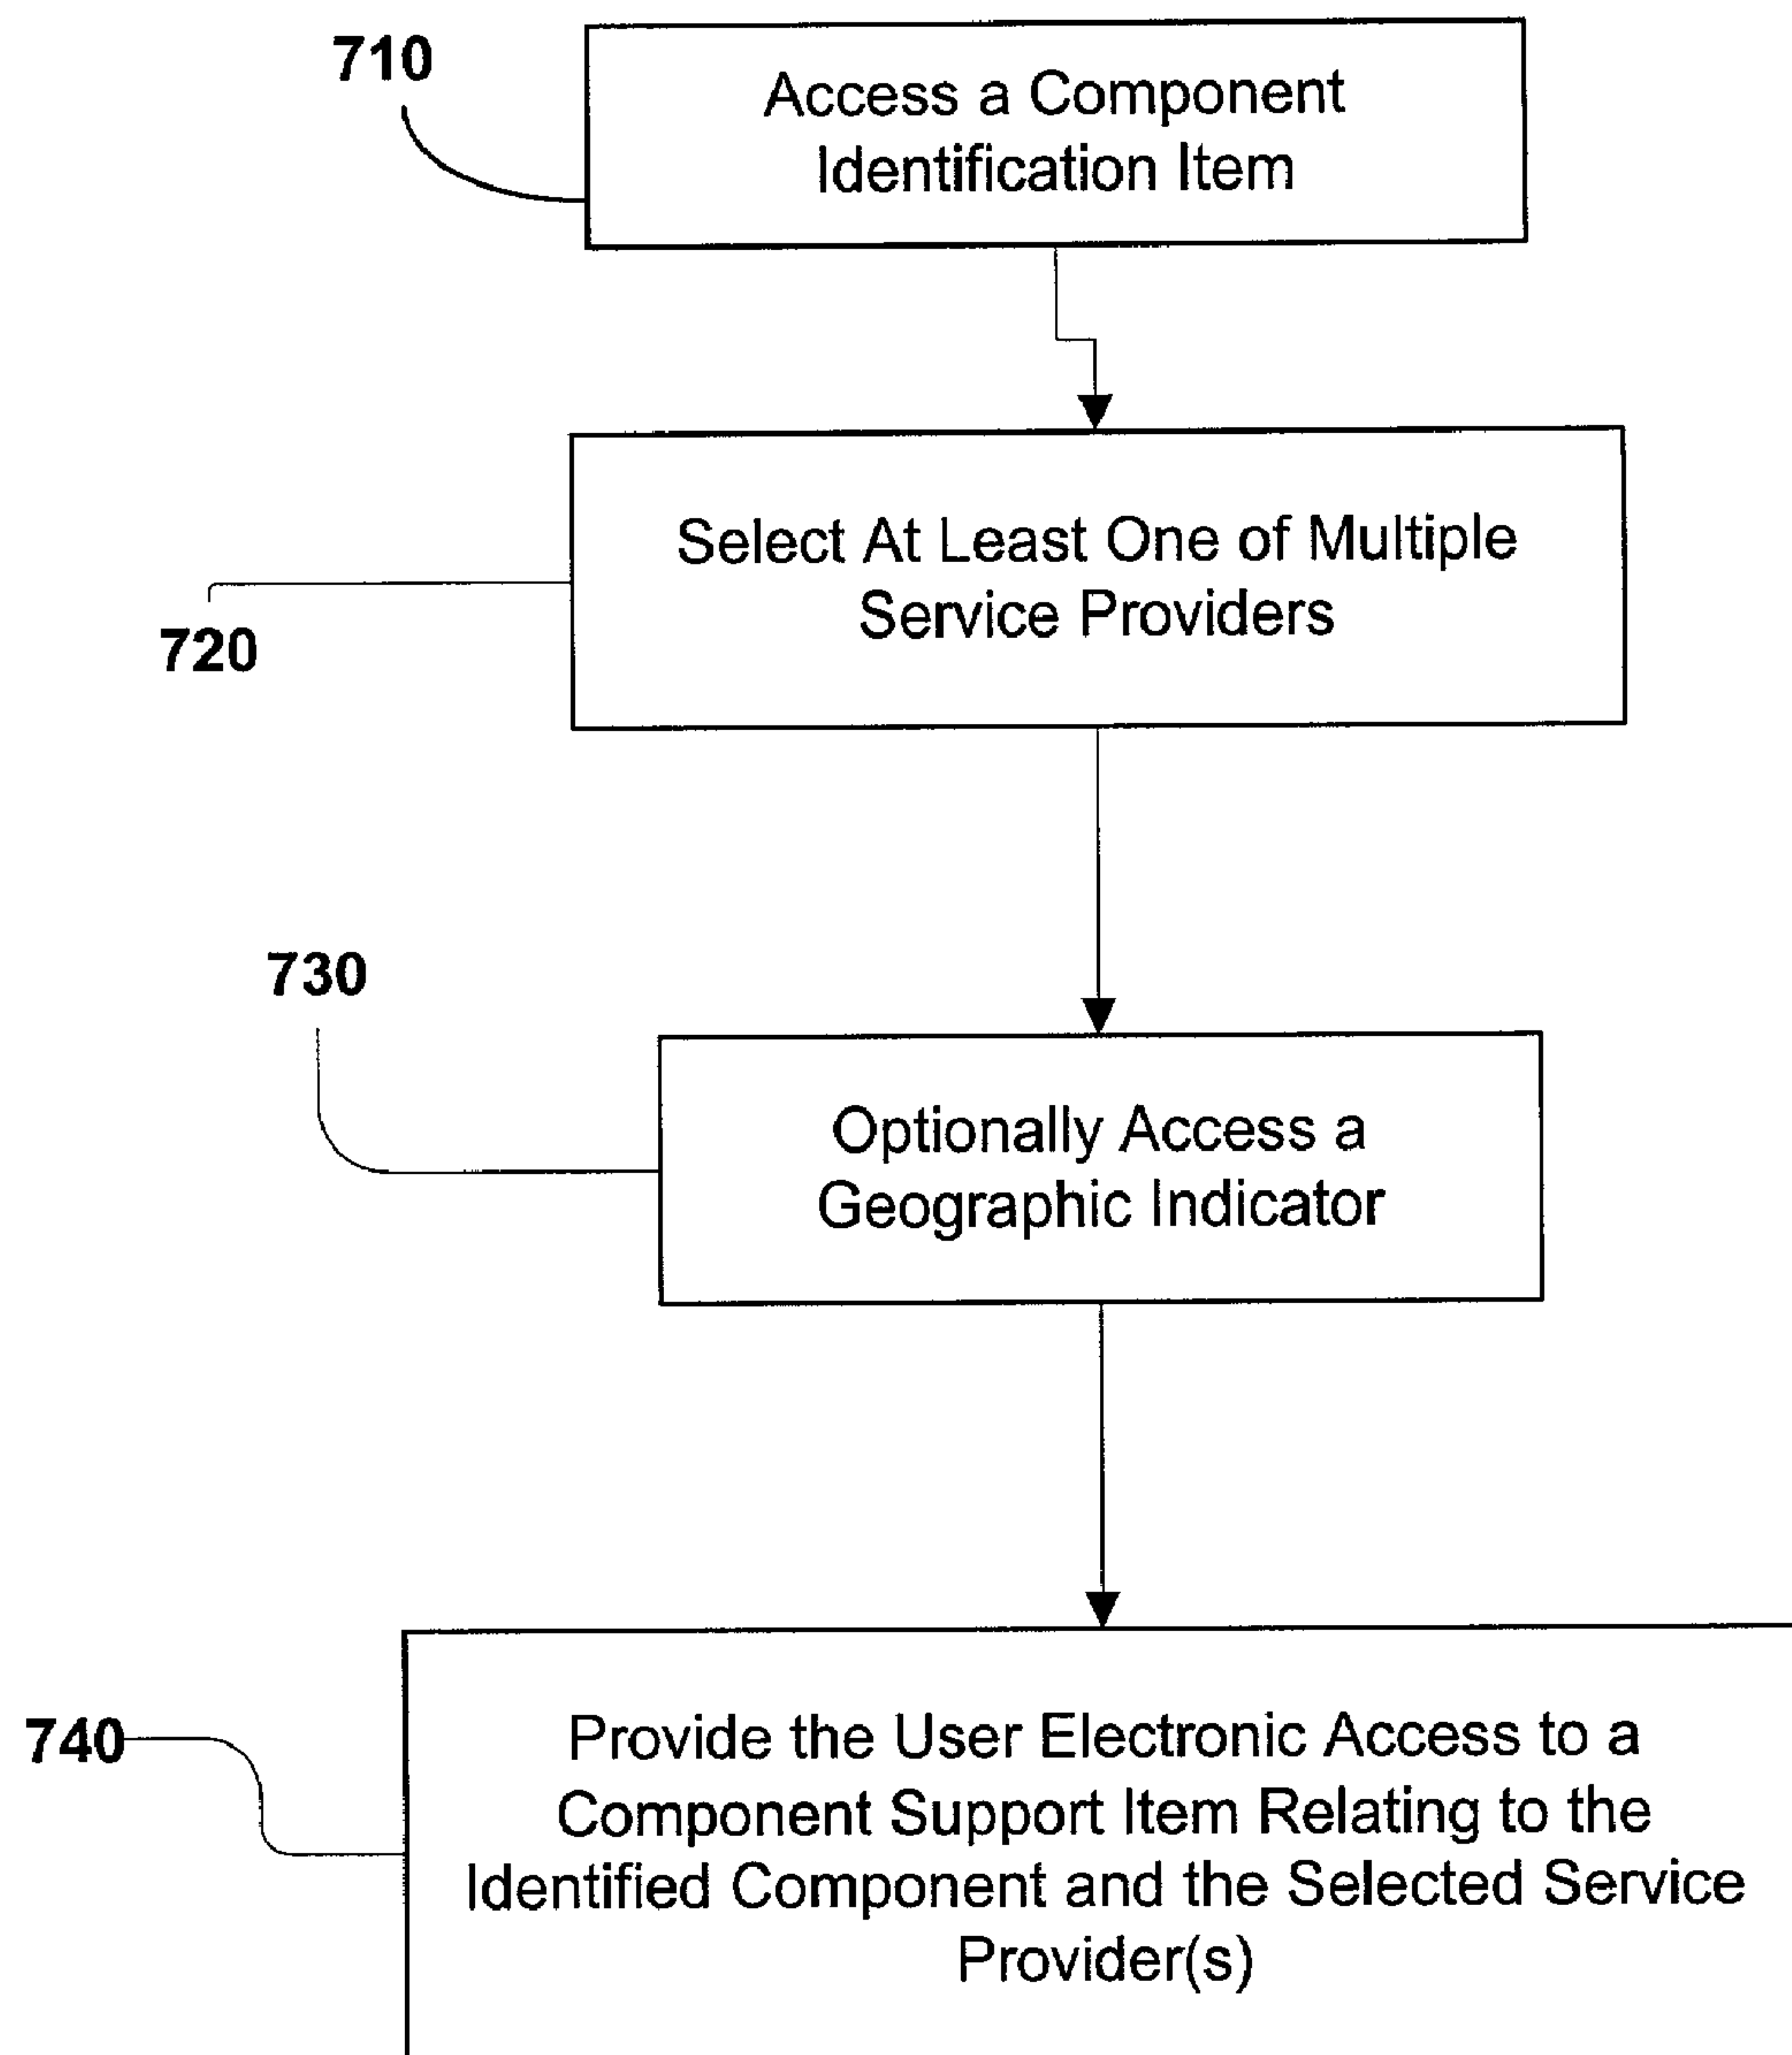 710
Access a Component
Identification Item
Select At Least One of Multiple
Service Providers
720
730
Optionally Access a
Geographic Indicator
740
Provide the User Electronic Access to a
Component Support Item Relating to the
Identified Component and the Selected Service
Provider(s)